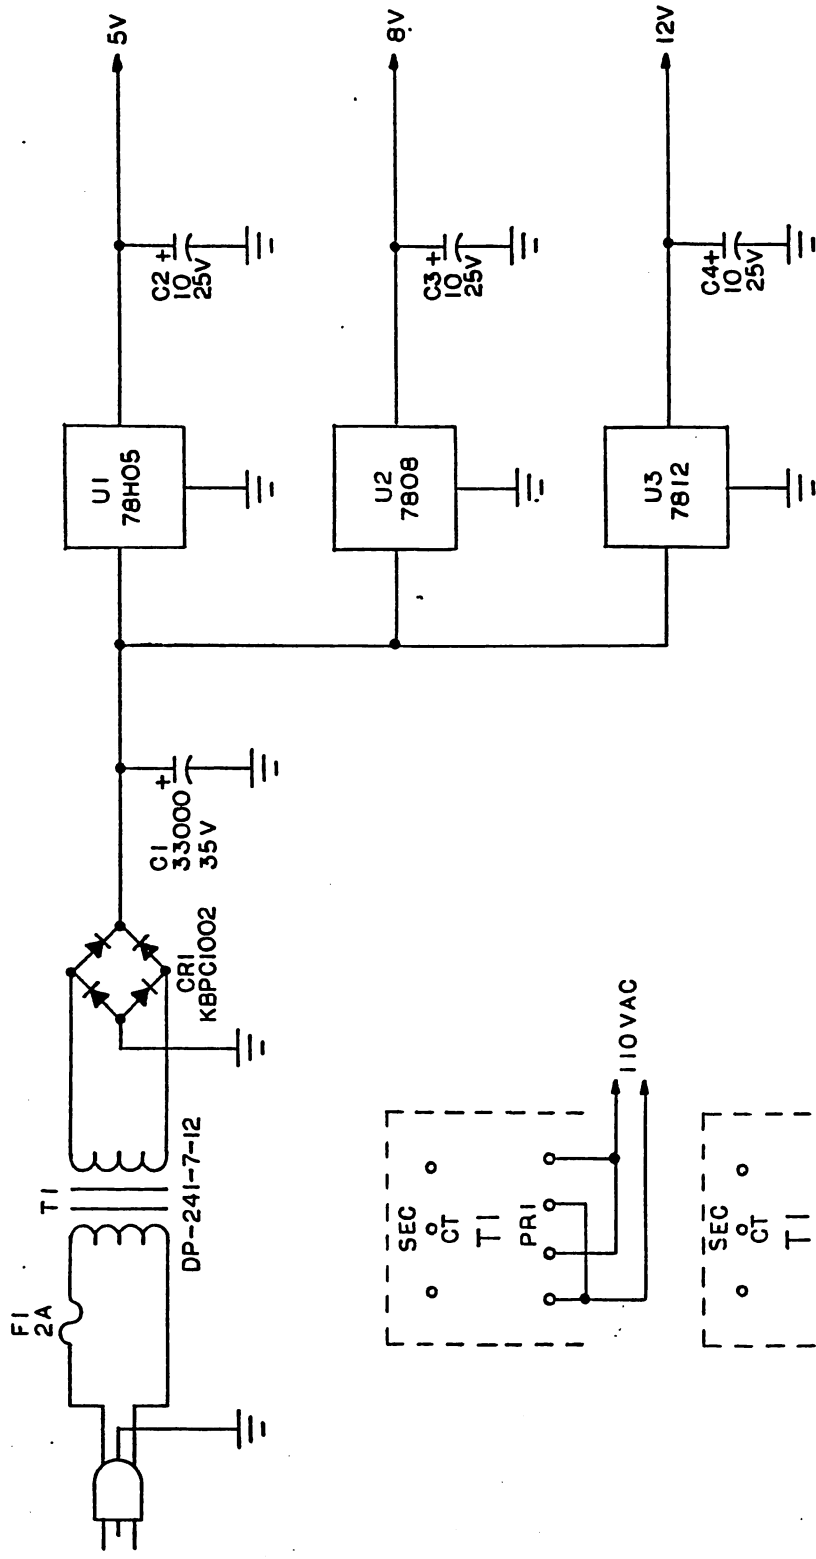 F1
2A
T1
DP-241-7-12
CR1
KBPC1002
C1
+
33000
35V
U1
78H05
C2 +
10
25V
5V
U2
7808
C3 +
10
25V
8V
U3
7812
C4 +
10
25V
12V
SEC
CT
T1
PRI
110VAC
SEC
CT
T1